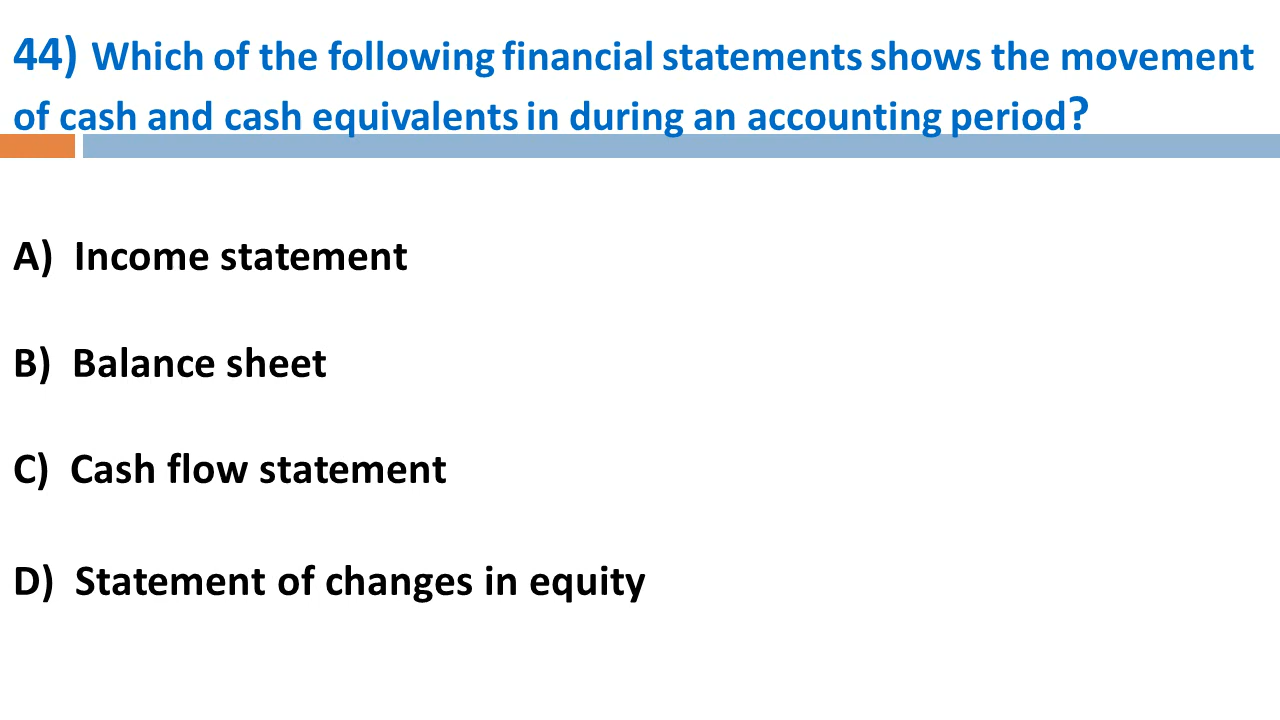 44) Which of the following financial statements shows the movement
of cash and cash equivalents in during an accounting period?
A) Income statement
B) Balance sheet
C) Cash flow statement
D) Statement of changes in equity